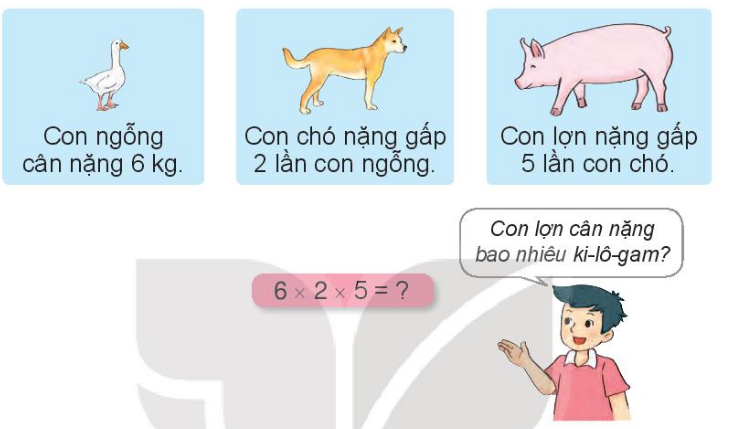 Con ngỗng
cân nặng 6 kg.
Con chó nặng gấp
2 lần con ngỗng.
Con lợn nặng gấp
5 lần con chó.
Con lợn cân nặng
bao nhiêu ki-lô-gam?
6 × 2 × 5 = ?